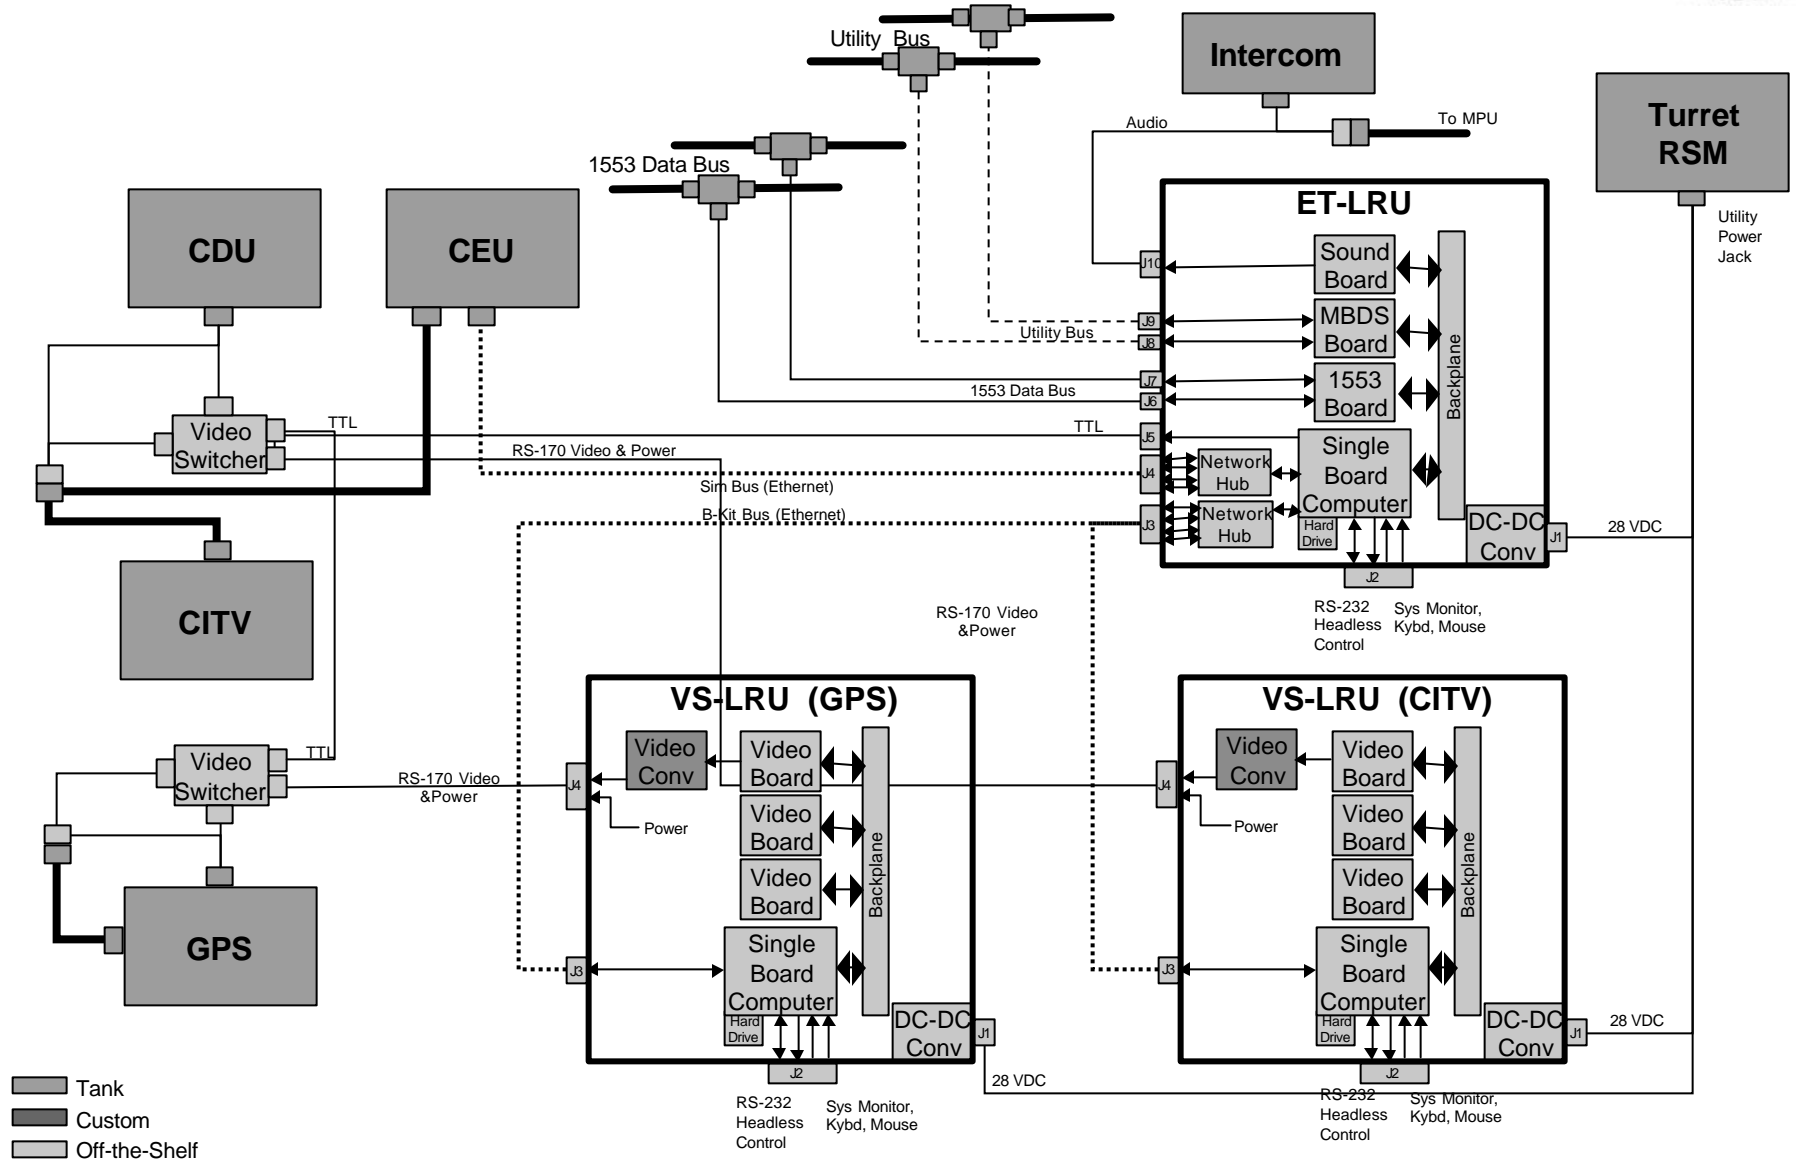 Utility Bus
Intercom
Turret
RSM
Audio
To MPU
1553 Data Bus
Utility
Power
Jack
CDU
CEU
ET-LRU
Sound
Board
J10
MBDS
Board
J9
J8
Utility Bus
1553
Board
J7
J6
1553 Data Bus
Backplane
Video
Switcher
TTL
TTL
J5
RS-170 Video & Power
Single
Board
Computer
Network
Hub
J4
Sim Bus (Ethernet)
B-Kit Bus (Ethernet)
Network
Hub
J3
Hard
Drive
DC-DC
Conv
J1
28 VDC
J2
RS-232
Headless
Control
Sys Monitor,
Kybd, Mouse
CITV
RS-170 Video
&Power
VS-LRU (GPS)
Video
Conv
Video
Board
Video
Board
Video
Board
Backplane
J4
Power
Single
Board
Computer
J3
Hard
Drive
DC-DC
Conv
J1
J2
28 VDC
RS-232
Headless
Control
Sys Monitor,
Kybd, Mouse
VS-LRU (CITV)
Video
Conv
Video
Board
Video
Board
Video
Board
Backplane
J4
Power
Single
Board
Computer
J3
Hard
Drive
DC-DC
Conv
J1
28 VDC
J2
RS-232
Headless
Control
Sys Monitor,
Kybd, Mouse
Video
Switcher
TTL
RS-170 Video
&Power
GPS
Tank
Custom
Off-the-Shelf